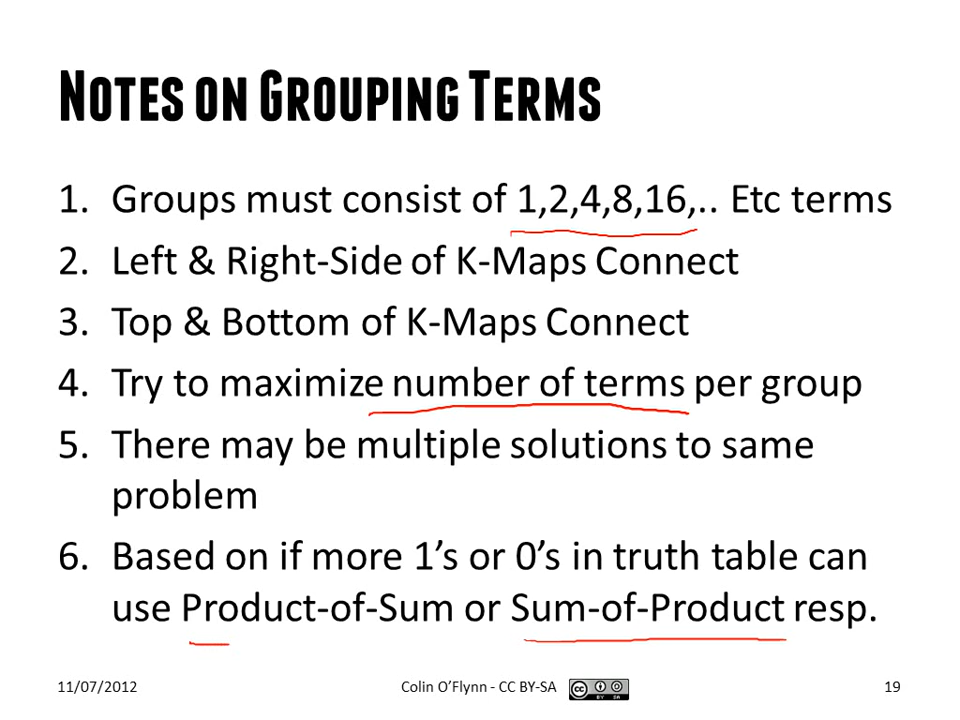 NOTES ON GROUPING TERMS
1. Groups must consist of 1,2,4,8,16,.. Etc terms
2. Left & Right-Side of K-Maps Connect
3. Top & Bottom of K-Maps Connect
4. Try to maximize number of terms per group
5. There may be multiple solutions to same
problem
6. Based on if more 1’s or 0’s in truth table can
use Product-of-Sum or Sum-of-Product resp.
11/07/2012 Colin O’Flynn - CC BY-SA 19